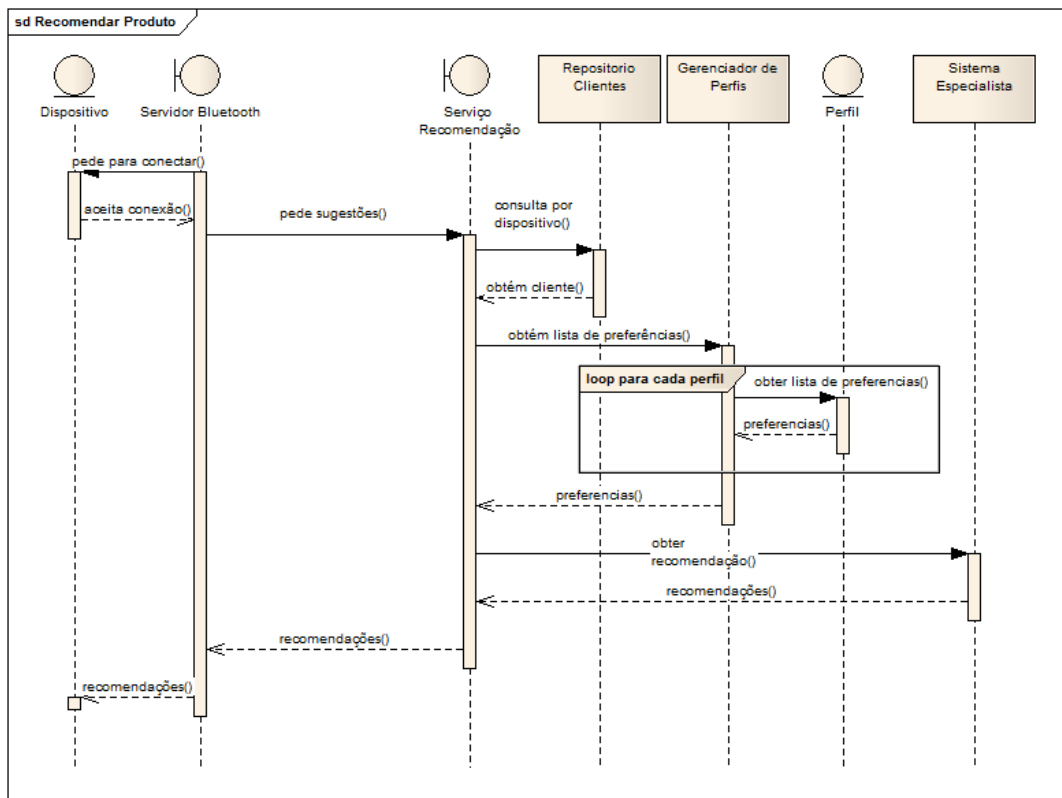 sd Recomendar Produto
Dispositivo
Servidor Bluetooth
Serviço
Recomendação
Repositorio
Clientes
Gerenciador de
Perfis
Perfil
Sistema
Especialista
pede para conectar()
aceita conexão()
pede sugestões()
consulta por
dispositivo()
obtém cliente()
obtém lista de preferências()
loop para cada perfil
obter lista de preferencias()
preferencias()
preferencias()
obter
recomendação()
recomendações()
recomendações()
recomendações()